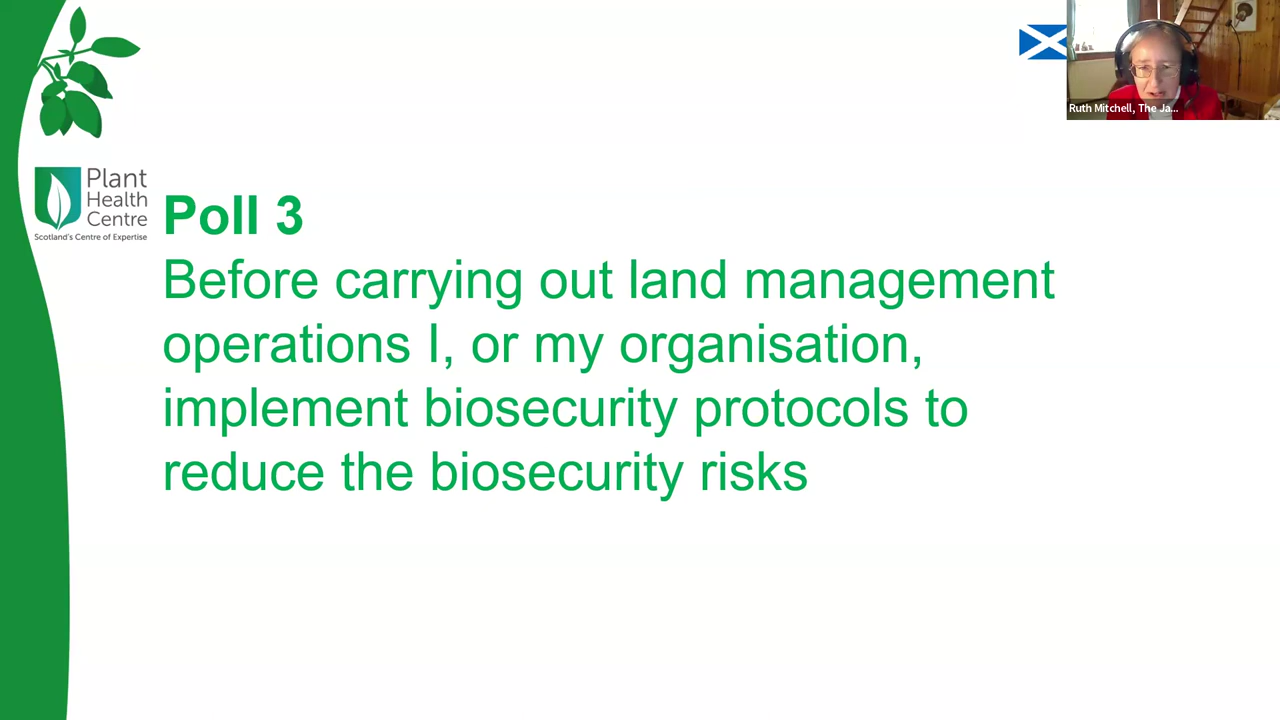 Ruth Mitchell, The Ja...
Plant
Health
Centre
Scotland's Centre of Expertise
Poll 3
Before carrying out land management
operations I, or my organisation,
implement biosecurity protocols to
reduce the biosecurity risks